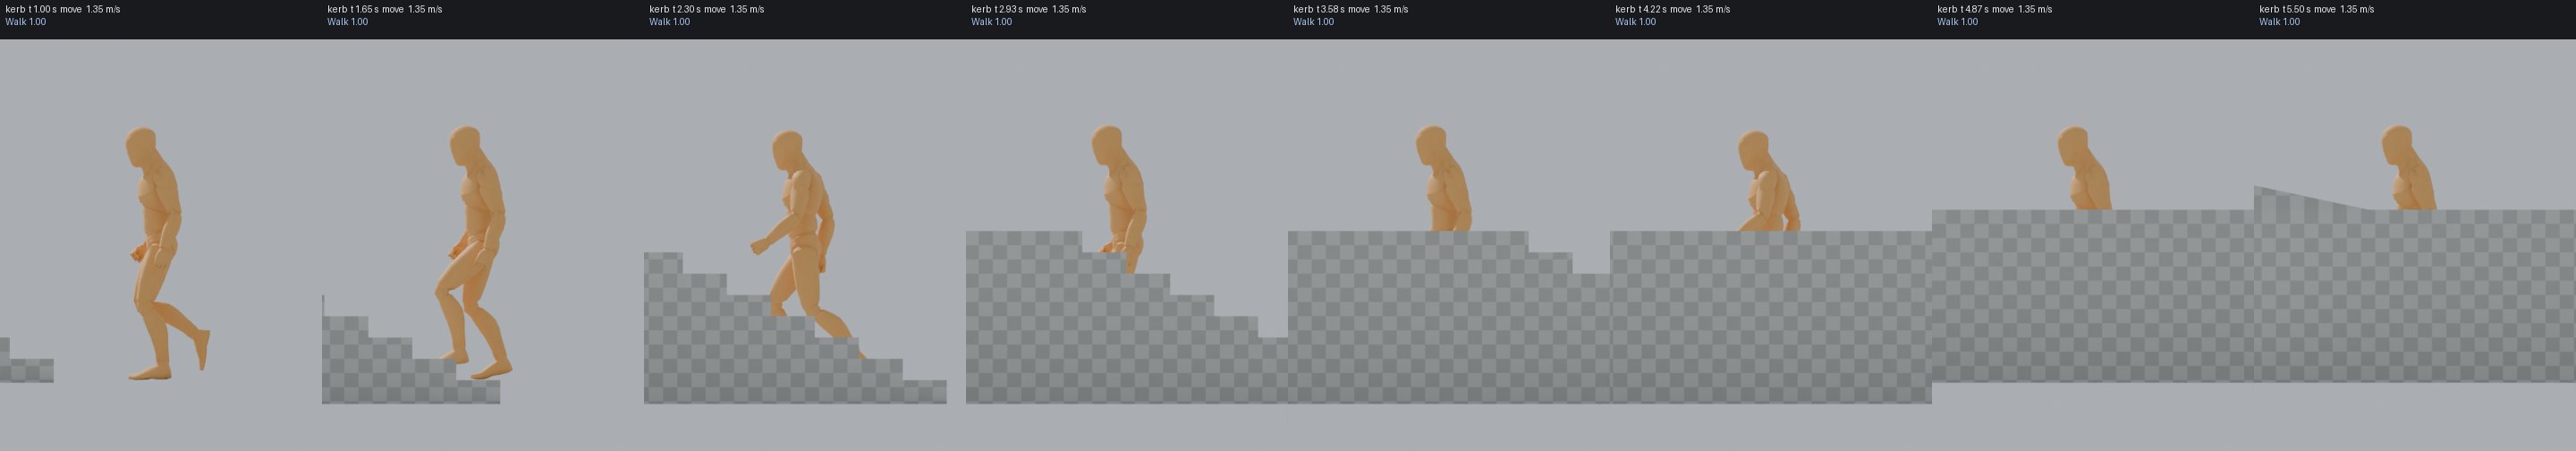 kerb t 1.00 s move 1.35 m/s
Walk 1.00
kerb t 1.65 s move 1.35 m/s
Walk 1.00
kerb t 2.30 s move 1.35 m/s
Walk 1.00
kerb t 2.93 s move 1.35 m/s
Walk 1.00
kerb t 3.58 s move 1.35 m/s
Walk 1.00
kerb t 4.22 s move 1.35 m/s
Walk 1.00
kerb t 4.87 s move 1.35 m/s
Walk 1.00
kerb t 5.50 s move 1.35 m/s
Walk 1.00